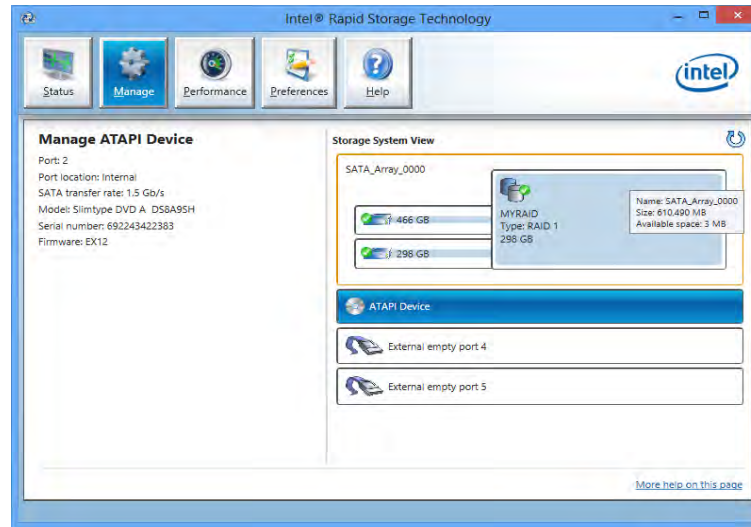 Intel® Rapid Storage Technology
Status
Manage
Performance
Preferences
Help
intel
Manage ATAPI Device
Port: 2
Port location: Internal
SATA transfer rate: 1.5 Gb/s
Model: Slimtype DVD A DS8A9SH
Serial number: 692243422383
Firmware: EX12
Storage System View
SATA_Array_0000
466 GB
298 GB
MYRAID
Type: RAID 1
298 GB
Name: SATA_Array_0000
Size: 610,490 MB
Available space: 3 MB
ATAPI Device
External empty port 4
External empty port 5
More help on this page